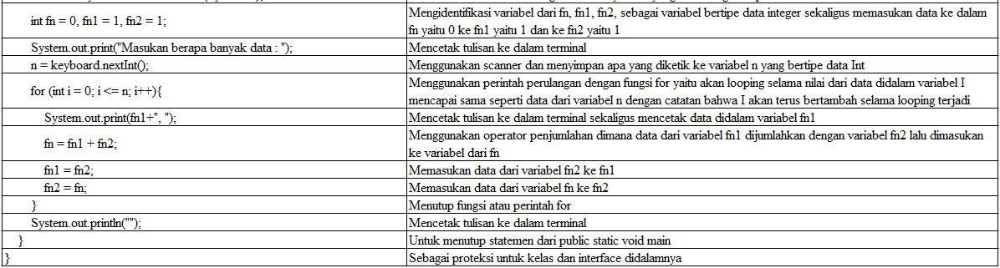 int fn = 0, fn1 = 1, fn2 = 1;
Mengidentifikasi variabel dari fn, fn1, fn2, sebagai variabel bertipe data integer sekaligus memasukan data ke dalam
fn yaitu 0 ke fn1 yaitu 1 dan ke fn2 yaitu 1
System.out.print("Masukan berapa banyak data : ");
Mencetak tulisan ke dalam terminal
n = keyboard.nextInt();
Menggunakan scanner dan menyimpan apa yang diketik ke variabel n yang bertipe data Int
for (int i = 0; i <= n; i++){
Menggunakan perintah perulangan dengan fungsi for yaitu akan looping selama nilai dari data didalam variabel I
mencapai sama seperti data dari variabel n dengan catatan bahwa I akan terus bertambah selama looping terjadi
System.out.print(fn1+", ");
Mencetak tulisan ke dalam terminal sekaligus mencetak data didalam variabel fn1
fn = fn1 + fn2;
Menggunakan operator penjumlahan dimana data dari variabel fn1 dijumlahkan dengan variabel fn2 lalu dimasukan
ke variabel dari fn
fn1 = fn2;
Memasukan data dari variabel fn2 ke fn1
fn2 = fn;
Memasukan data dari variabel fn ke fn2
}
Menutup fungsi atau perintah for
System.out.println("");
Mencetak tulisan ke dalam terminal
}
Untuk menutup statemen dari public static void main
}
Sebagai proteksi untuk kelas dan interface didalamnya